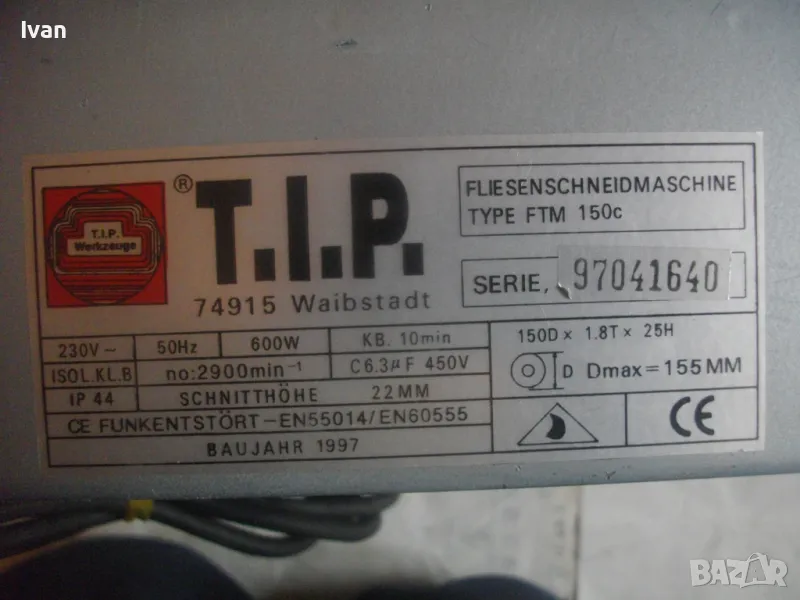 Ivan
T.I.P.
Werkzeuge
® T.I.P.
74915 Waibstadt
FLIESENSCHNEIDMASCHINE
TYPE FTM 150c
SERIE, 97041640
230V~ 50Hz 600W KB. 10min
ISOL.KL.B no:2900min⁻¹ C6.3µF 450V
IP 44 SCHNITTHÖHE 22MM
CE FUNKENTSTÖRT-EN55014/EN60555
BAUJAHR 1997
150D x 1.8T x 25H
D Dmax=155MM
CE
BAZAR